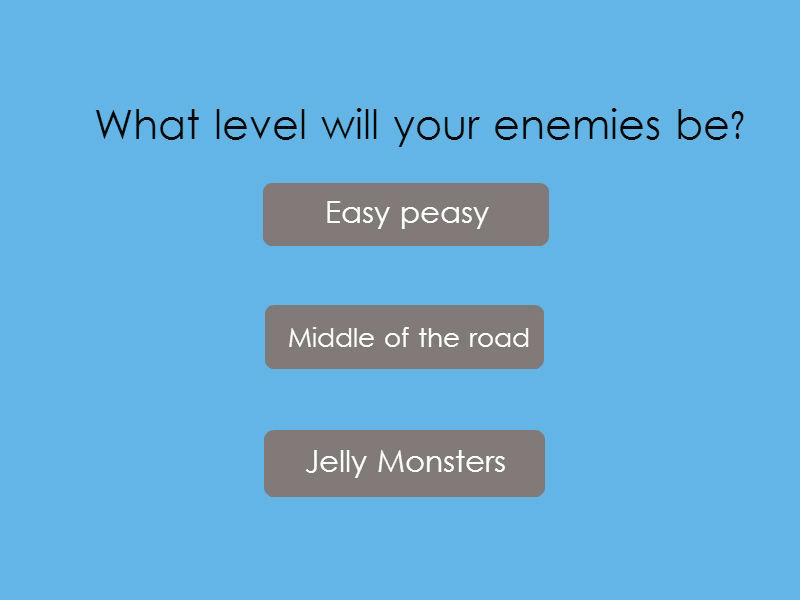 What level will your enemies be?
Easy peasy
Middle of the road
Jelly Monsters